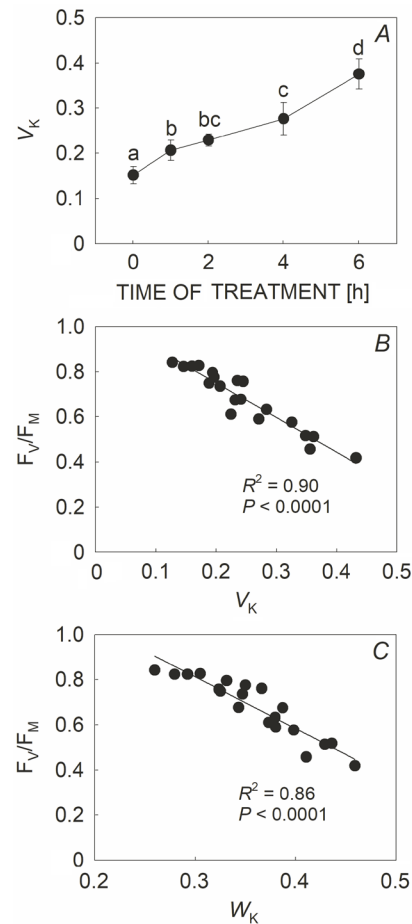 A
0.5
0.4
0.3
0.2
0.1
0
V_K
a
b
bc
c
d
0 2 4 6
TIME OF TREATMENT [h]
B
1.0
0.8
0.6
0.4
0.2
0
F_V/F_M
R² = 0.90
P < 0.0001
0 0.1 0.2 0.3 0.4 0.5
V_K
C
1.0
0.8
0.6
0.4
0.2
0
F_V/F_M
R² = 0.86
P < 0.0001
0.2 0.3 0.4 0.5
W_K